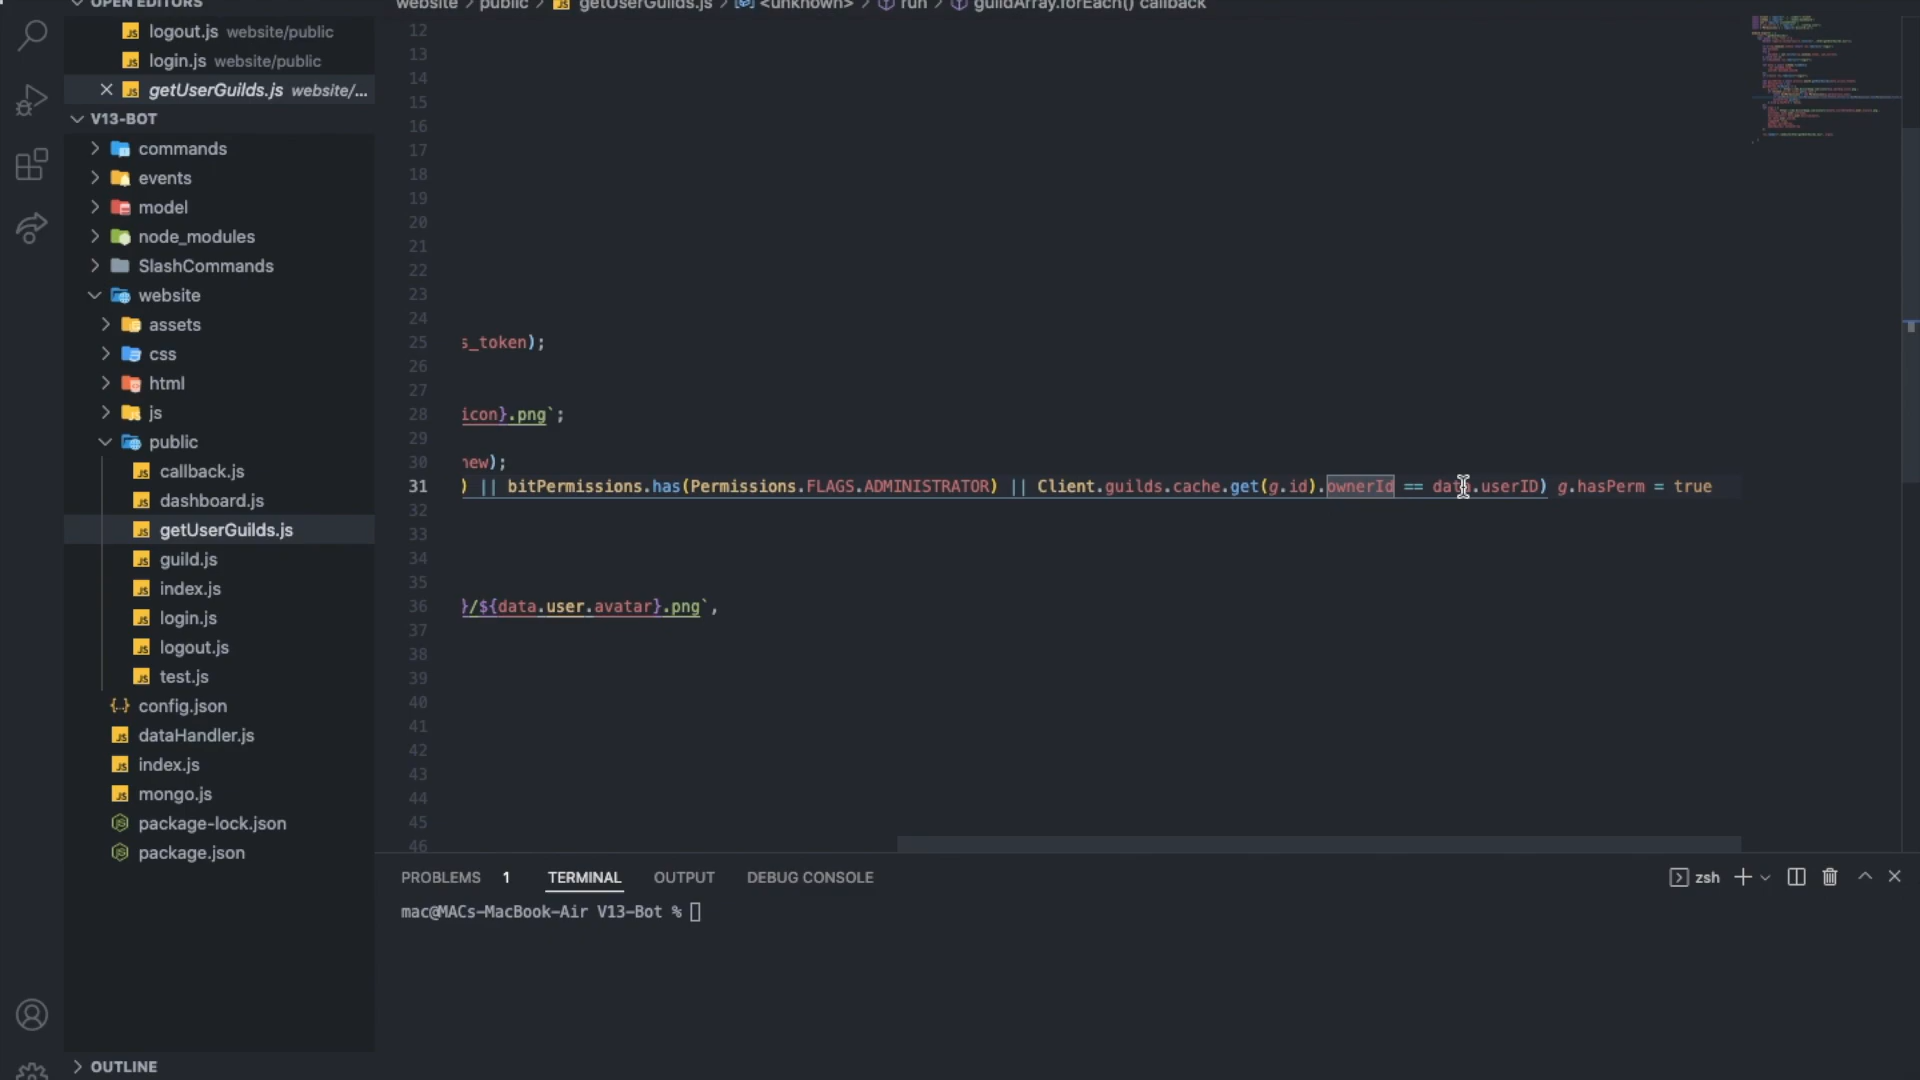 OPEN EDITORS
logout.js website/public
login.js website/public
getUserGuilds.js website/...
V13-BOT
commands
events
model
node_modules
SlashCommands
website
assets
css
html
js
public
callback.js
dashboard.js
getUserGuilds.js
guild.js
index.js
login.js
logout.js
test.js
config.json
dataHandler.js
index.js
mongo.js
package-lock.json
package.json
OUTLINE
website > public > getUserGuilds.js > <unknown> > run > guildArray.forEach() callback
12
13
14
15
16
17
18
19
20
21
22
23
24
25 s_token);
26
27
28 icon}.png`;
29
30 new);
31 ) || bitPermissions.has(Permissions.FLAGS.ADMINISTRATOR) || Client.guilds.cache.get(g.id).ownerId == data.userID) g.hasPerm = true
32
33
34
35
36 }/${data.user.avatar}.png`,
37
38
39
40
41
42
43
44
45
46
PROBLEMS 1 TERMINAL OUTPUT DEBUG CONSOLE
zsh
mac@MACs-MacBook-Air V13-Bot %